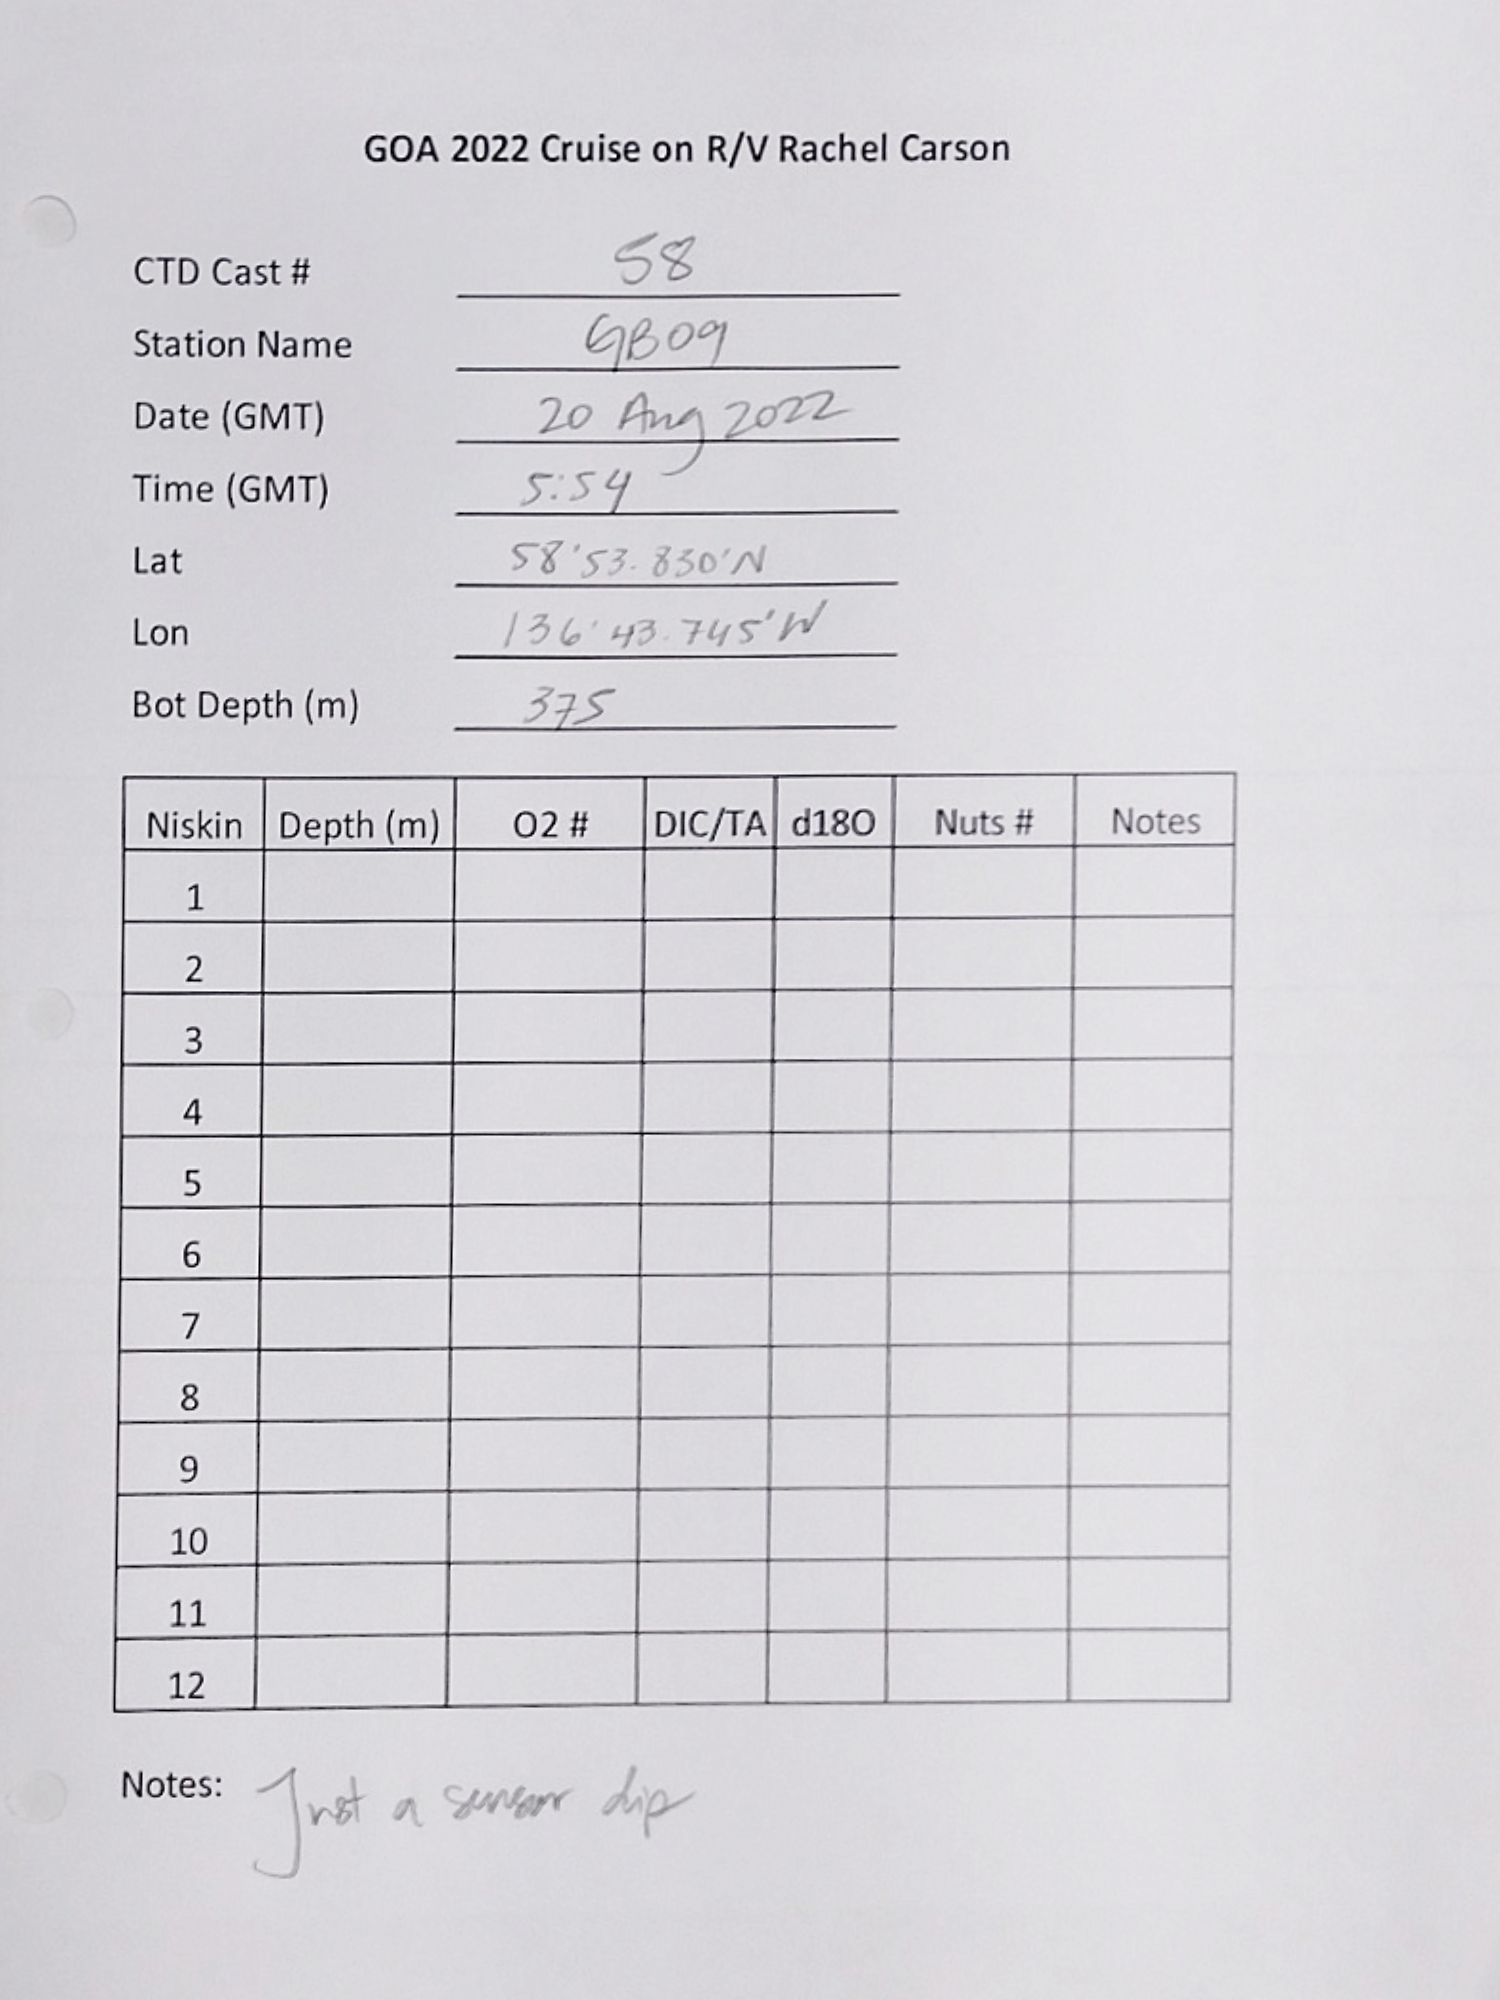 GOA 2022 Cruise on R/V Rachel Carson
CTD Cast # 58
Station Name GB09
Date (GMT) 20 Aug 2022
Time (GMT) 5:54
Lat 58'53.830'N
Lon 136'43.745'W
Bot Depth (m) 375
Niskin Depth (m) O2 # DIC/TA d18O Nuts # Notes
1
2
3
4
5
6
7
8
9
10
11
12
Notes: Just a sensor dip